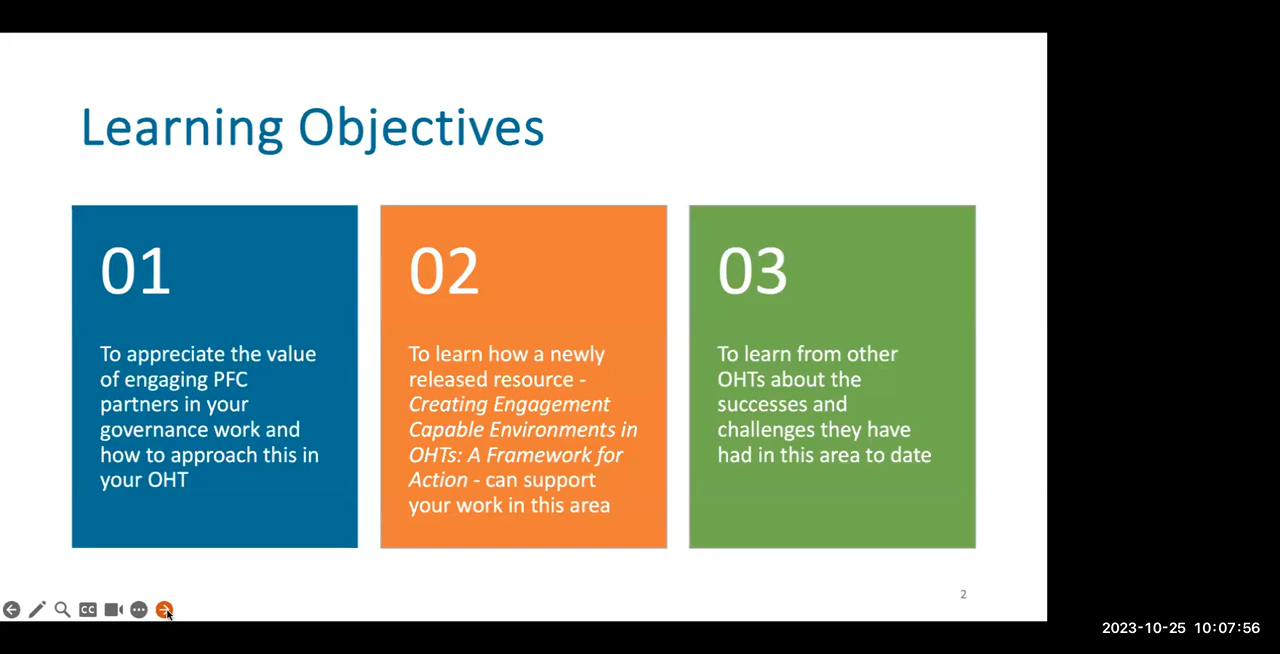 Learning Objectives
01
To appreciate the value
of engaging PFC
partners in your
governance work and
how to approach this in
your OHT
02
To learn how a newly
released resource -
Creating Engagement
Capable Environments in
OHTs: A Framework for
Action - can support
your work in this area
03
To learn from other
OHTs about the
successes and
challenges they have
had in this area to date
CC
2
2023-10-25 10:07:56